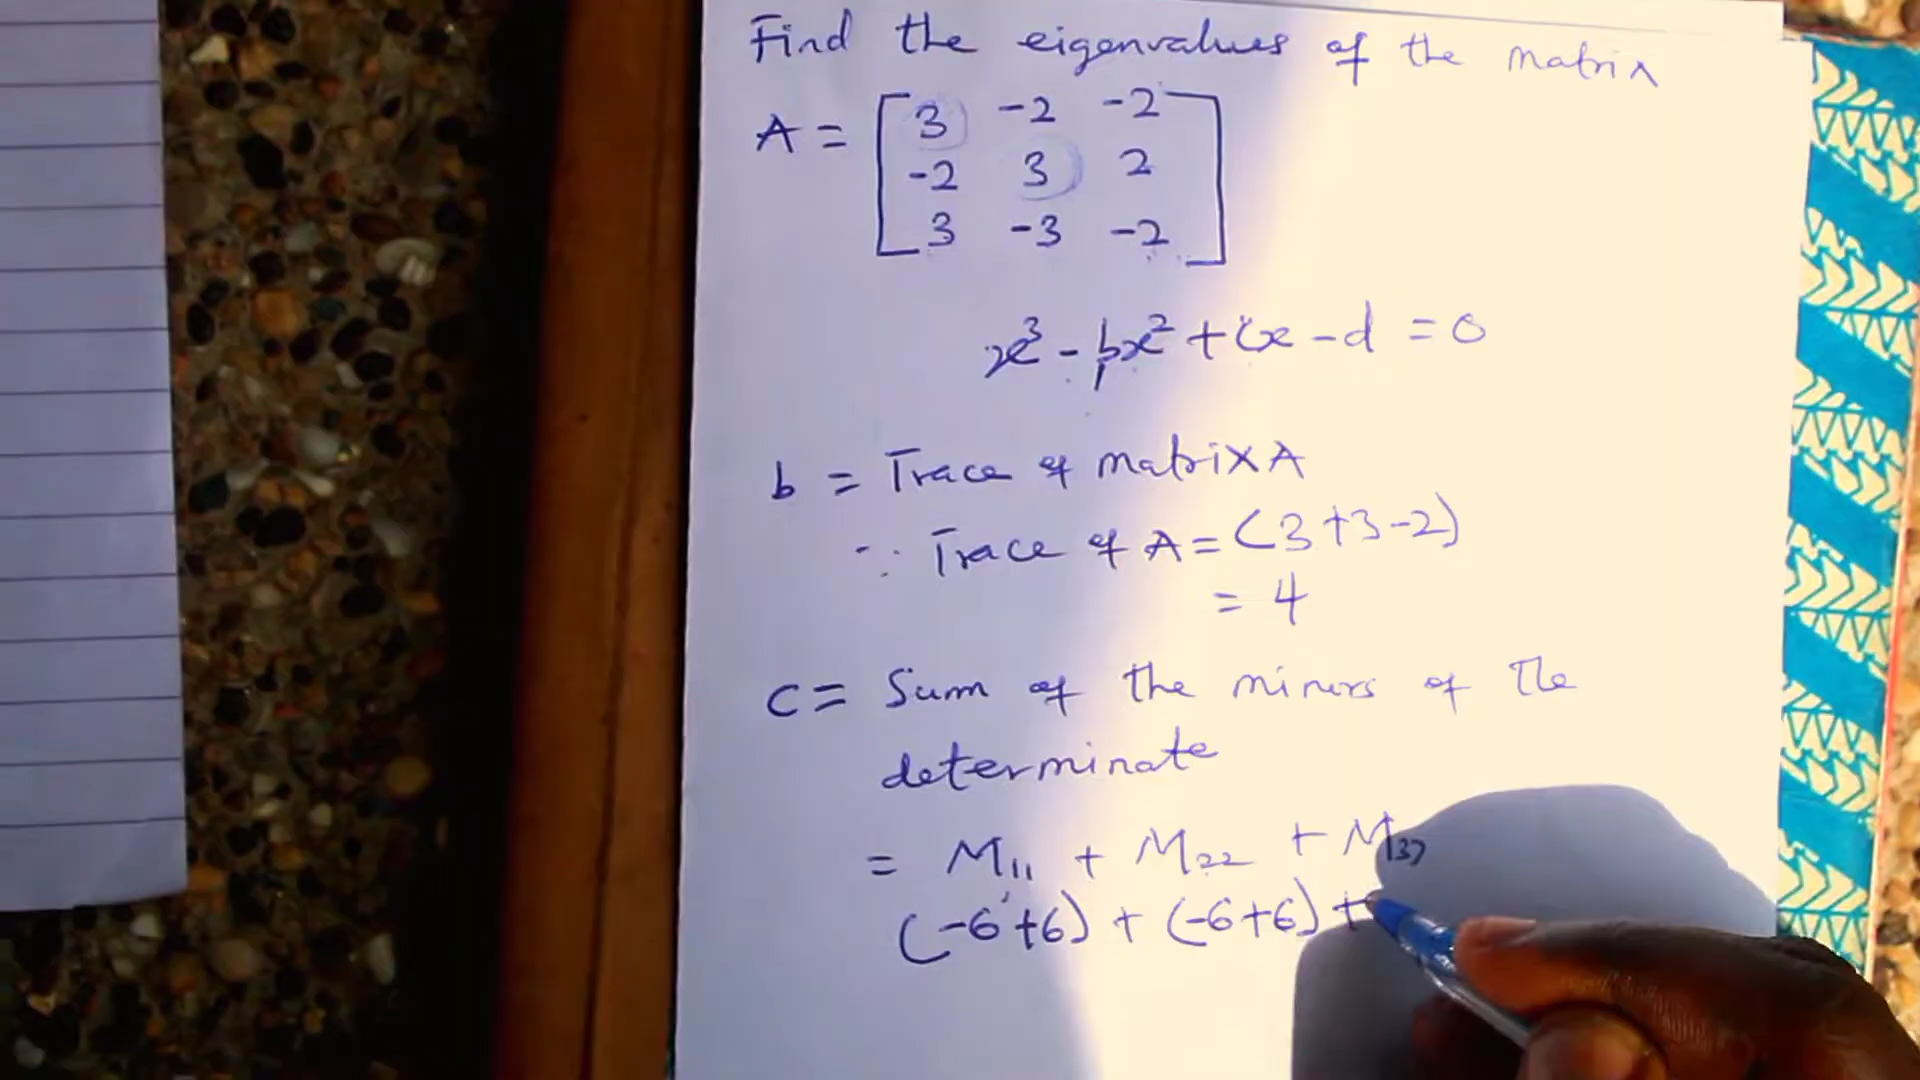 Find the eigenvalues of the matrix
A = [3 -2 -2
-2 3 2
3 -3 -2]
x³ - bx² + cx - d = 0
b = Trace of matrix A
∴ Trace of A = (3+3-2)
= 4
c = Sum of the minors of the
determinate
= M₁₁ + M₂₂ + M₃₃
(-6+6) + (-6+6) +